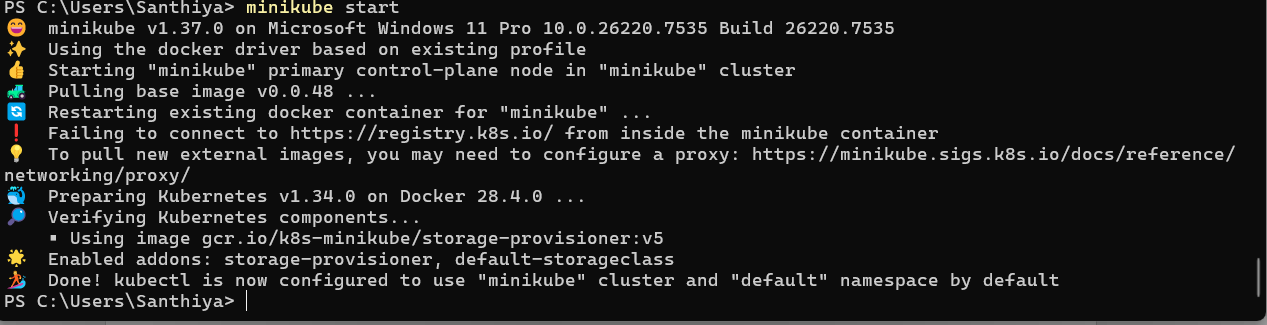 PS C:\Users\Santhiya> minikube start
😄  minikube v1.37.0 on Microsoft Windows 11 Pro 10.0.26220.7535 Build 26220.7535
✨  Using the docker driver based on existing profile
👍  Starting "minikube" primary control-plane node in "minikube" cluster
🚜  Pulling base image v0.0.48 ...
🔄  Restarting existing docker container for "minikube" ...
❗  Failing to connect to https://registry.k8s.io/ from inside the minikube container
💡  To pull new external images, you may need to configure a proxy: https://minikube.sigs.k8s.io/docs/reference/
networking/proxy/
🐳  Preparing Kubernetes v1.34.0 on Docker 28.4.0 ...
🔎  Verifying Kubernetes components...
    ▪ Using image gcr.io/k8s-minikube/storage-provisioner:v5
🌟  Enabled addons: storage-provisioner, default-storageclass
🏄  Done! kubectl is now configured to use "minikube" cluster and "default" namespace by default
PS C:\Users\Santhiya>